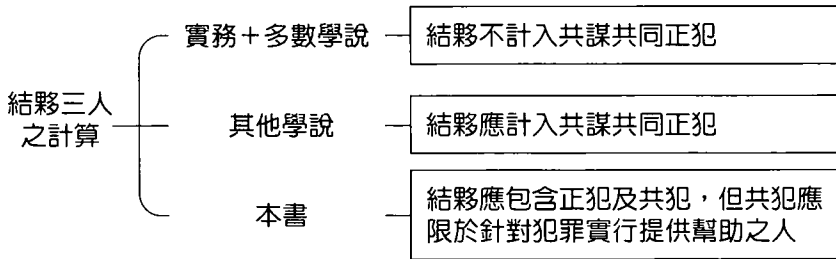 結夥三人
之計算
實務＋多數學說
結夥不計入共謀共同正犯
其他學說
結夥應計入共謀共同正犯
本書
結夥應包含正犯及共犯，但共犯應
限於針對犯罪實行提供幫助之人